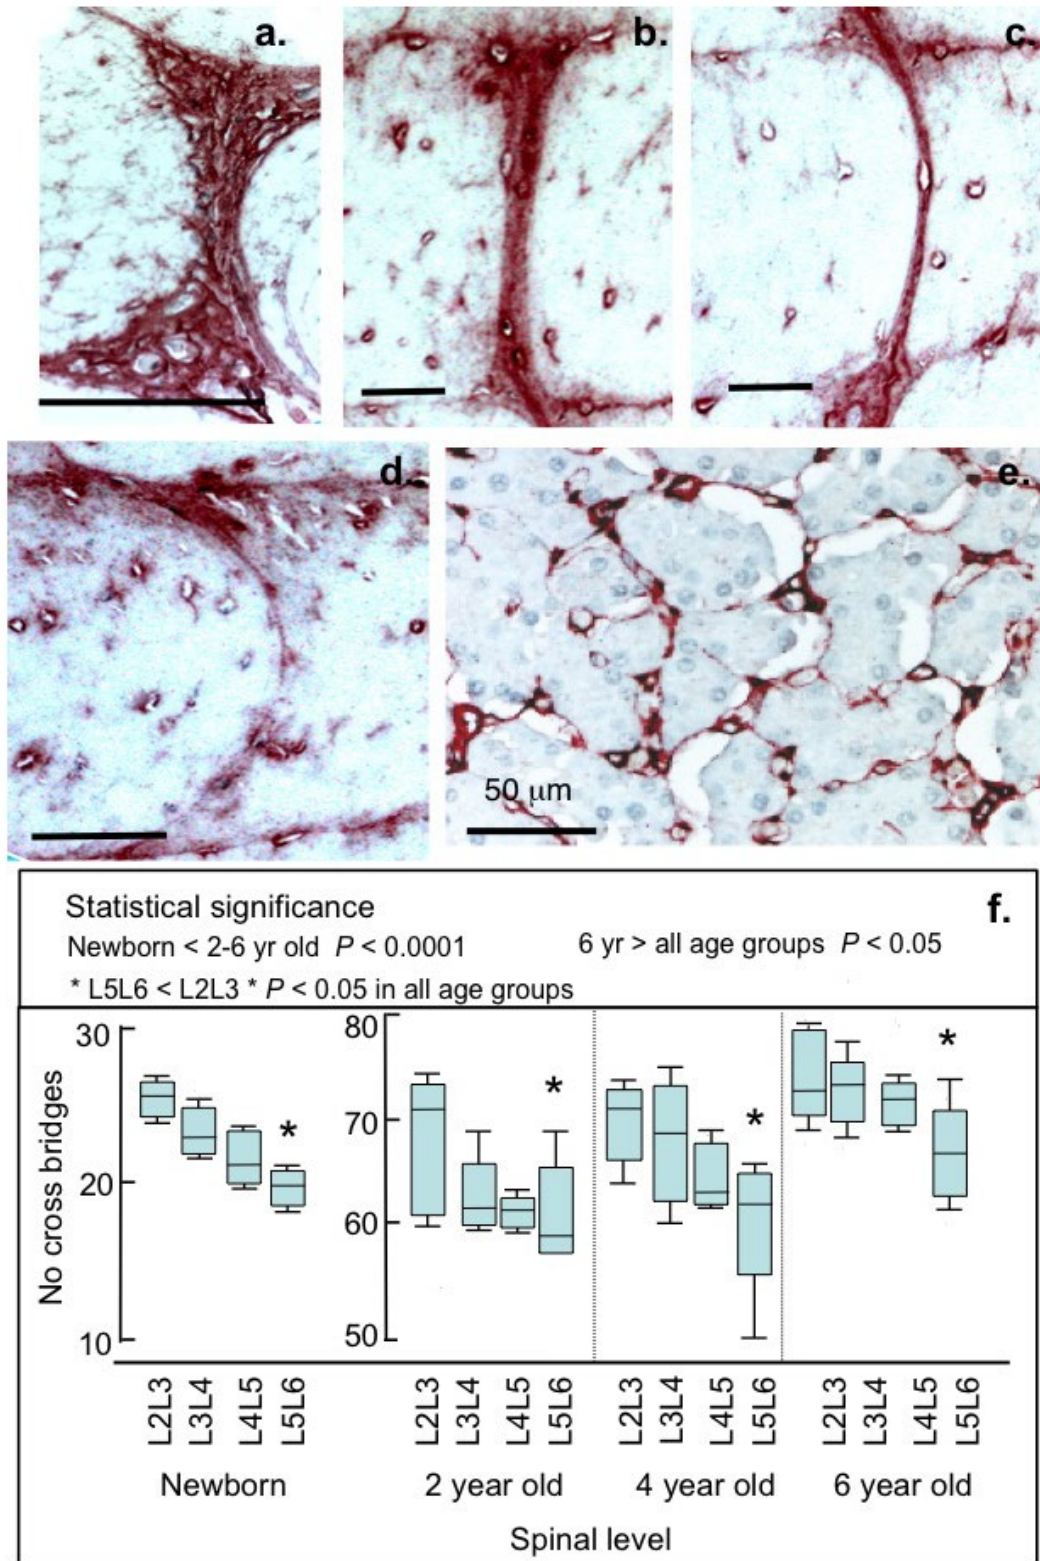 a.
b.
c.
d.
e.
50 μm
f.
Statistical significance
Newborn < 2-6 yr old P < 0.0001
6 yr > all age groups P < 0.05
* L5L6 < L2L3 * P < 0.05 in all age groups
No cross bridges
30
20
10
80
70
60
50
*
*
*
*
L2L3
L3L4
L4L5
L5L6
L2L3
L3L4
L4L5
L5L6
L2L3
L3L4
L4L5
L5L6
L2L3
L3L4
L4L5
L5L6
Newborn
2 year old
4 year old
6 year old
Spinal level